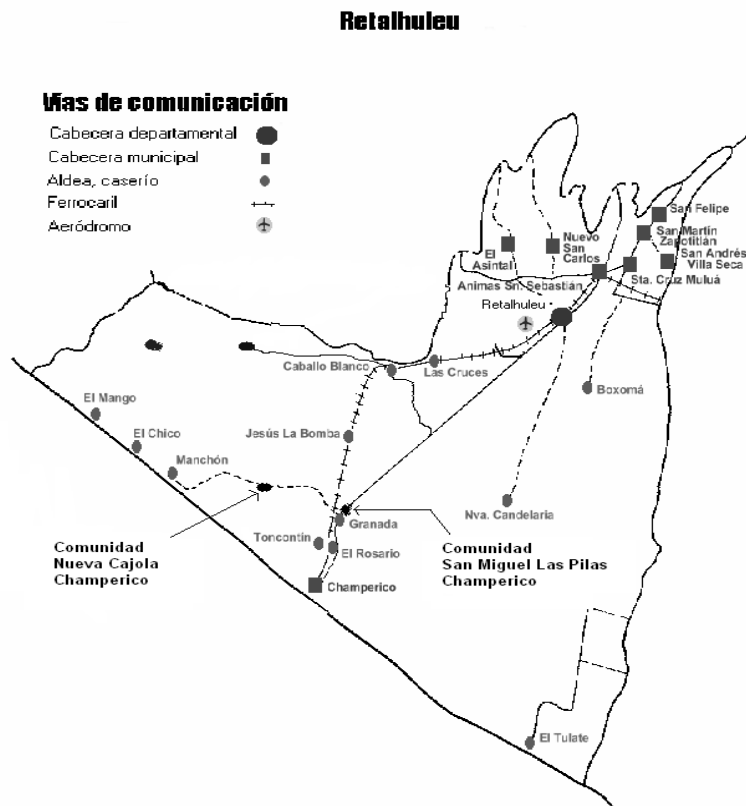 Retalhuleu
Vías de comunicación
Cabecera departamental
Cabecera municipal
Aldea, caserío
Ferrocaril
Aeródromo
San Felipe
San Martín
Zapotitlán
San Andrés
Villa Seca
Nuevo
San
Carlos
El
Asintal
Animas Sn. Sebastián
Sta. Cruz Muluá
Retalhuleu
Caballo Blanco
Las Cruces
Boxomá
El Mango
El Chico
Jesús La Bomba
Manchón
Nva. Candelaria
Granada
Toncontín
El Rosario
Comunidad
Nueva Cajola
Champerico
Comunidad
San Miguel Las Pilas
Champerico
Champerico
El Tulate